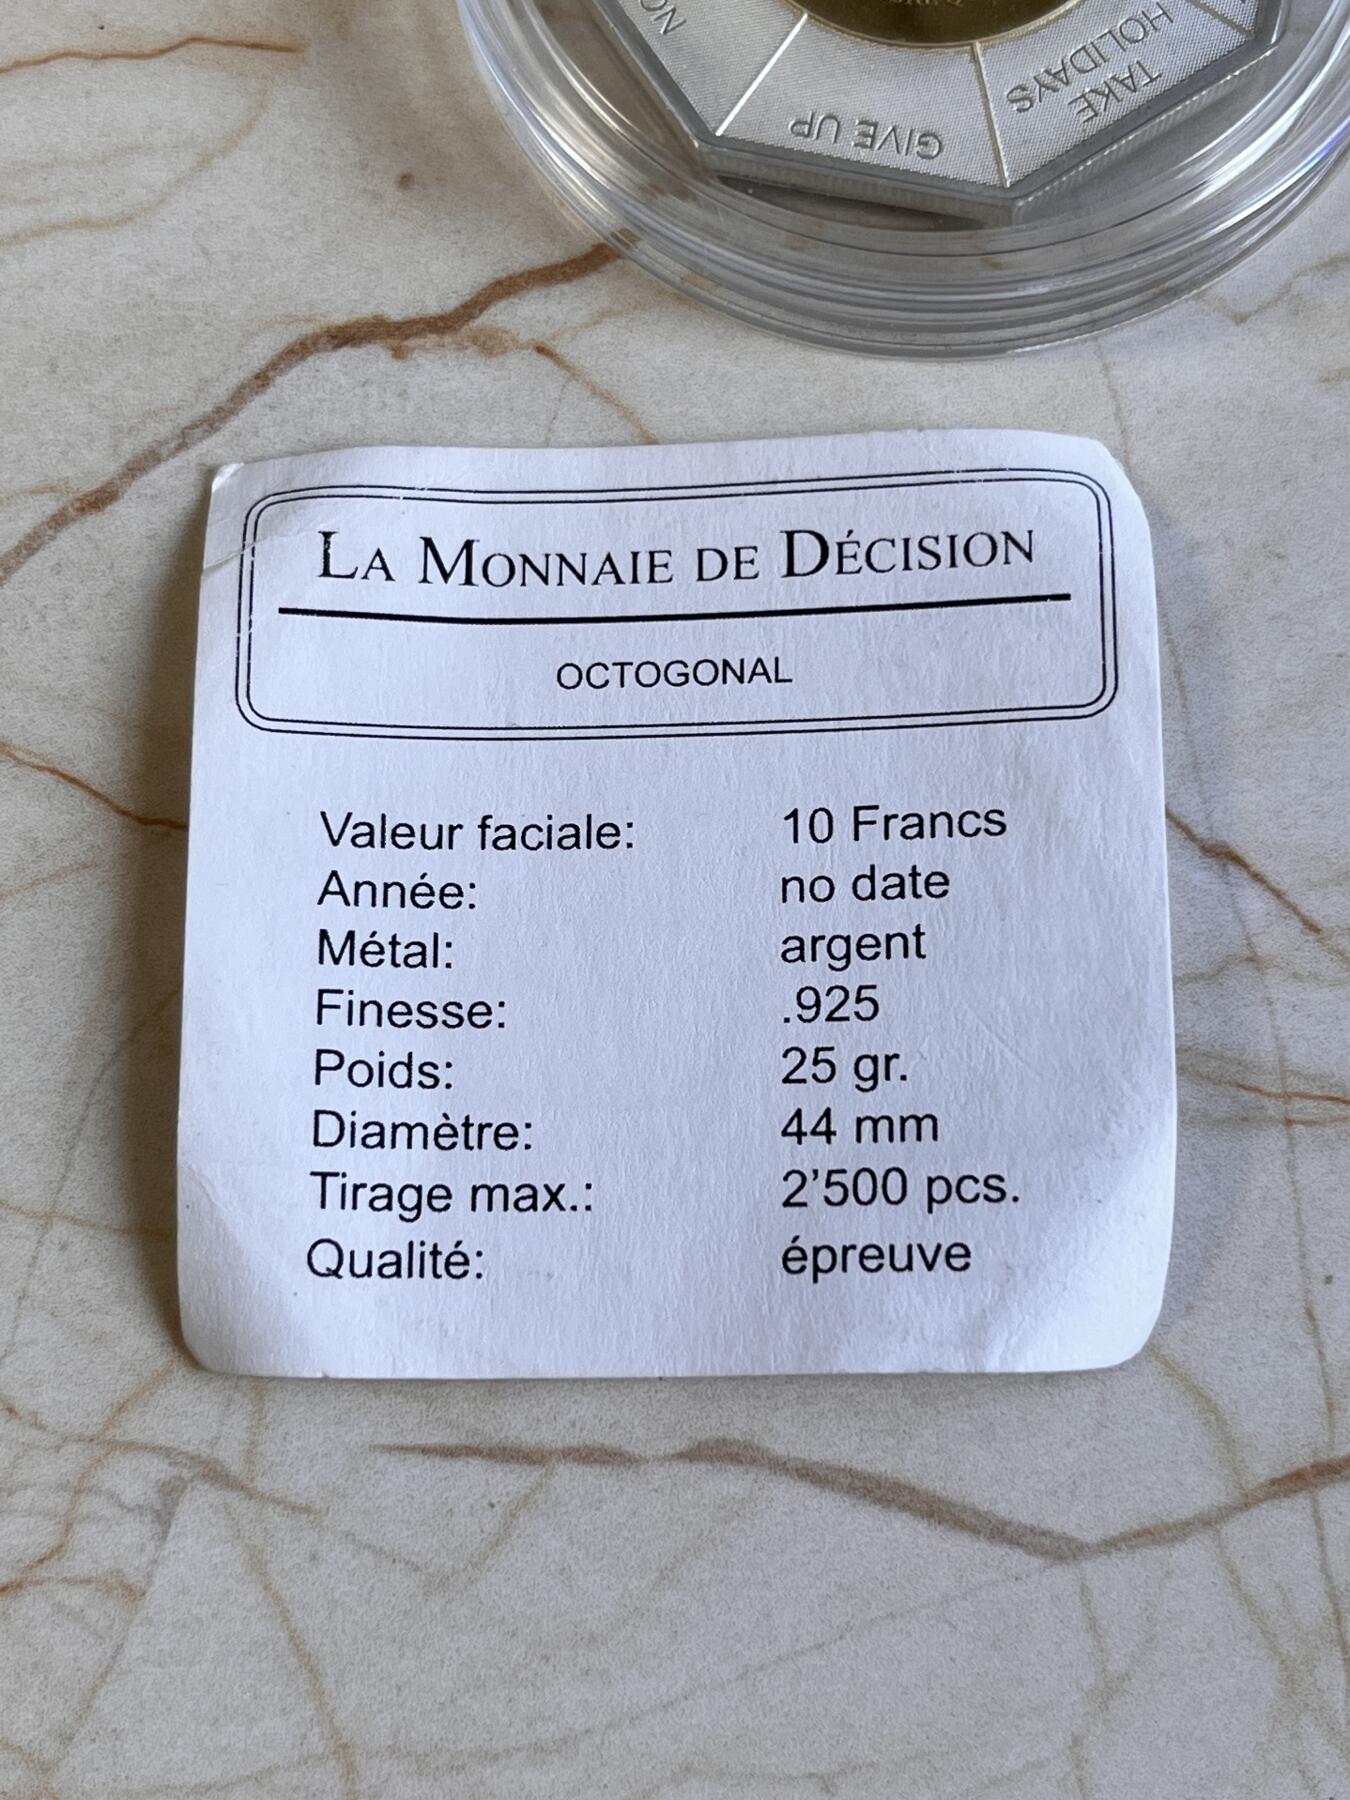 GIVE UP
TAKE
HOLIDAYS
LA MONNAIE DE DÉCISION
OCTOGONAL
Valeur faciale: 10 Francs
Année: no date
Métal: argent
Finesse: .925
Poids: 25 gr.
Diamètre: 44 mm
Tirage max.: 2’500 pcs.
Qualité: épreuve